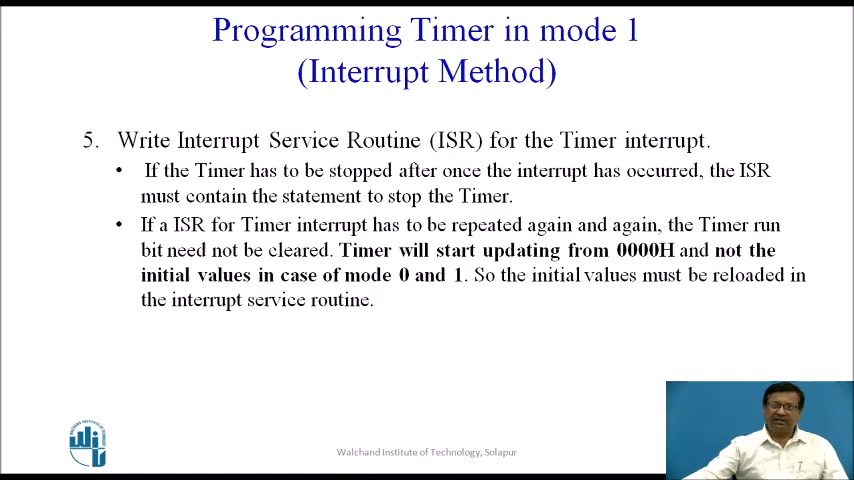 Programming Timer in mode 1
(Interrupt Method)
5. Write Interrupt Service Routine (ISR) for the Timer interrupt.
• If the Timer has to be stopped after once the interrupt has occurred, the ISR
must contain the statement to stop the Timer.
• If a ISR for Timer interrupt has to be repeated again and again, the Timer run
bit need not be cleared. Timer will start updating from 0000H and not the
initial values in case of mode 0 and 1. So the initial values must be reloaded in
the interrupt service routine.
Walchand Institute of Technology, Solapur